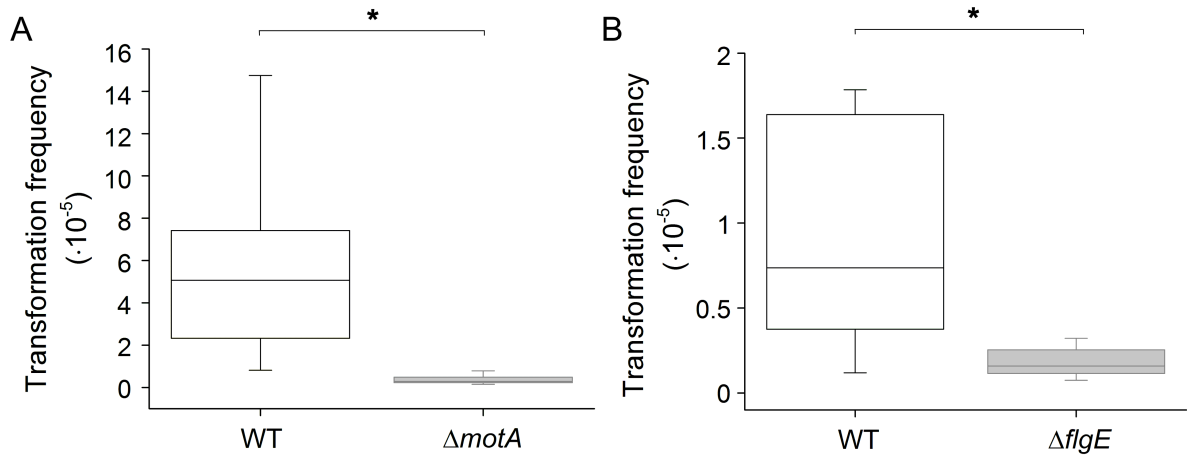 A
*
Transformation frequency
(·10⁻⁵)
16
14
12
10
8
6
4
2
0
WT
ΔmotA
B
*
Transformation frequency
(·10⁻⁵)
2
1.5
1
0.5
0
WT
ΔflgE